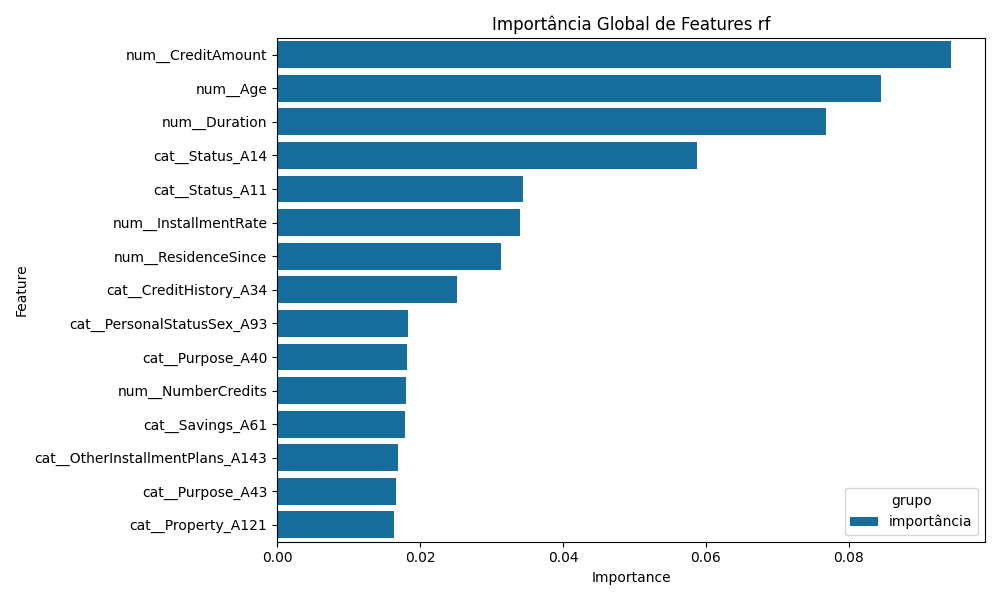 Importância Global de Features rf
num__CreditAmount
num__Age
num__Duration
cat__Status_A14
cat__Status_A11
num__InstallmentRate
num__ResidenceSince
cat__CreditHistory_A34
cat__PersonalStatusSex_A93
cat__Purpose_A40
num__NumberCredits
cat__Savings_A61
cat__OtherInstallmentPlans_A143
cat__Purpose_A43
cat__Property_A121
Feature
grupo
importância
0.00 0.02 0.04 0.06 0.08
Importance